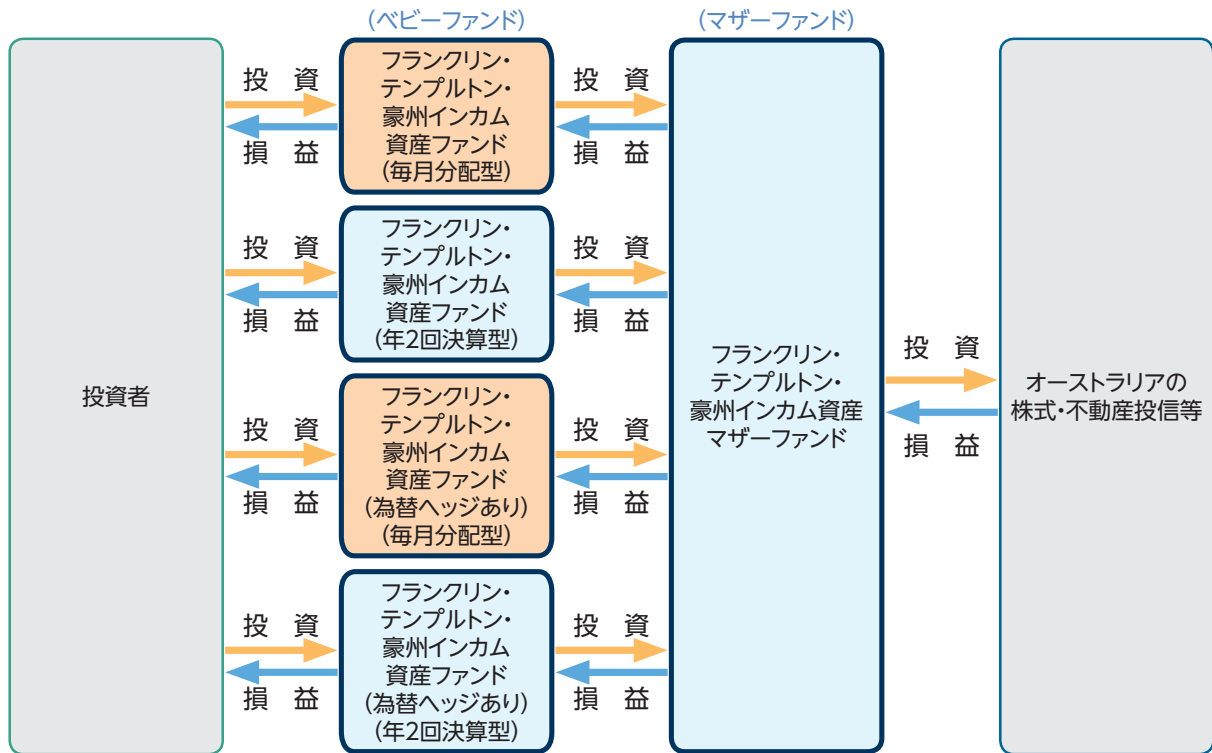 (ベビーファンド)
(マザーファンド)
投資者
投 資
損 益
フランクリン・
テンプルトン・
豪州インカム
資産ファンド
(毎月分配型)
投 資
損 益
投 資
損 益
フランクリン・
テンプルトン・
豪州インカム
資産ファンド
(年2回決算型)
投 資
損 益
投 資
損 益
フランクリン・
テンプルトン・
豪州インカム
資産ファンド
(為替ヘッジあり)
(毎月分配型)
投 資
損 益
投 資
損 益
フランクリン・
テンプルトン・
豪州インカム
資産ファンド
(為替ヘッジあり)
(年2回決算型)
投 資
損 益
フランクリン・
テンプルトン・
豪州インカム資産
マザーファンド
投 資
損 益
オーストラリアの
株式・不動産投信等